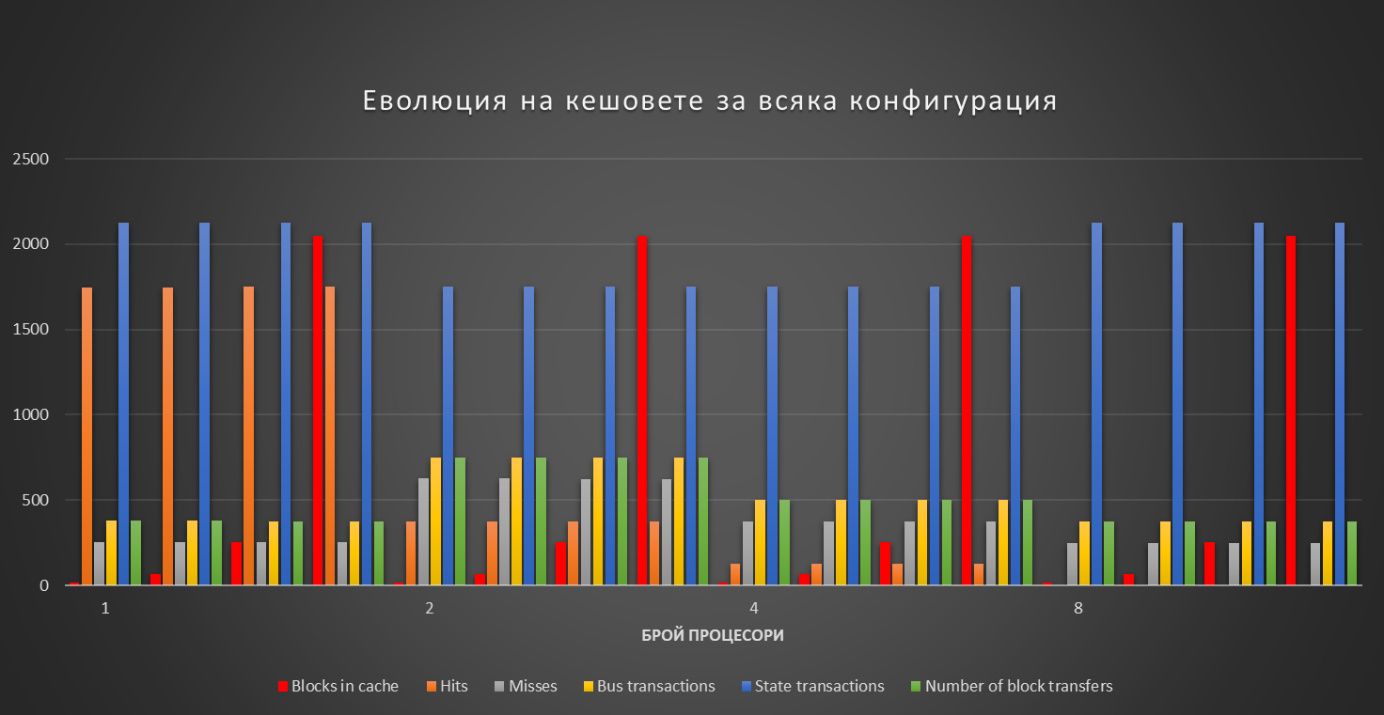 Еволюция на кешовете за всяка конфигурация
2500
2000
1500
1000
500
0
1 2 4 8
БРОЙ ПРОЦЕСОРИ
Blocks in cache Hits Misses Bus transactions State transactions Number of block transfers